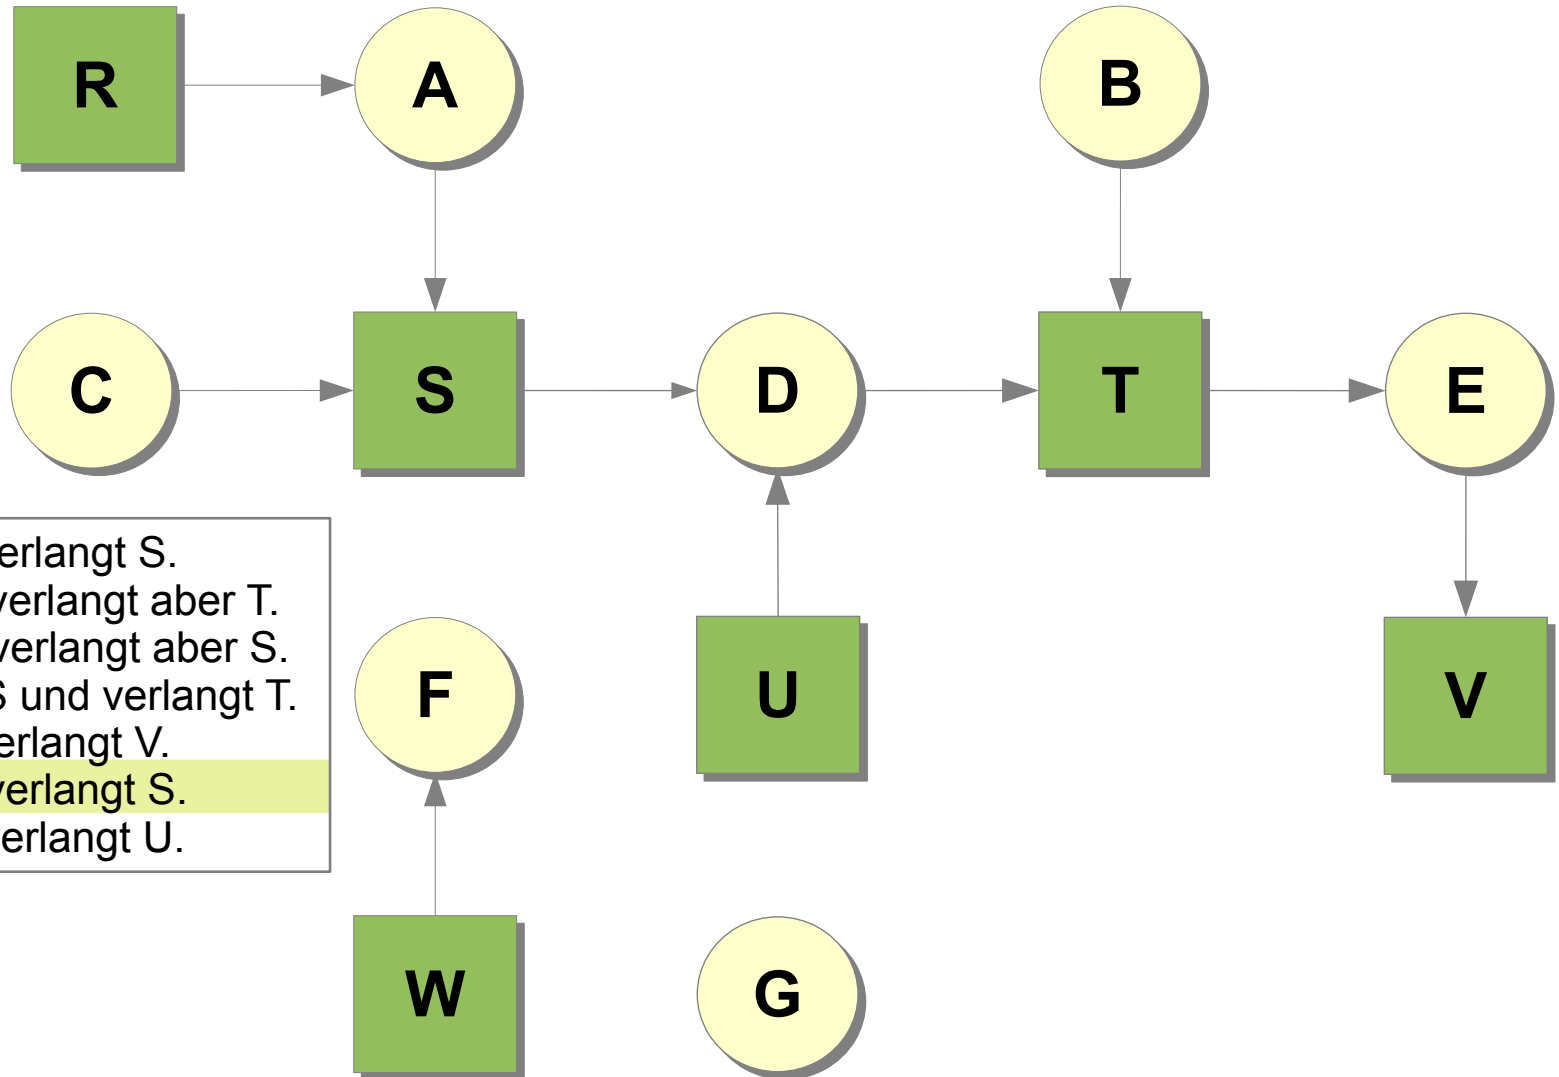 R A B
C S D T E
erlangt S.
verlangt aber T.
verlangt aber S.
S und verlangt T.
erlangt V.
verlangt S.
erlangt U.
F U V
W G